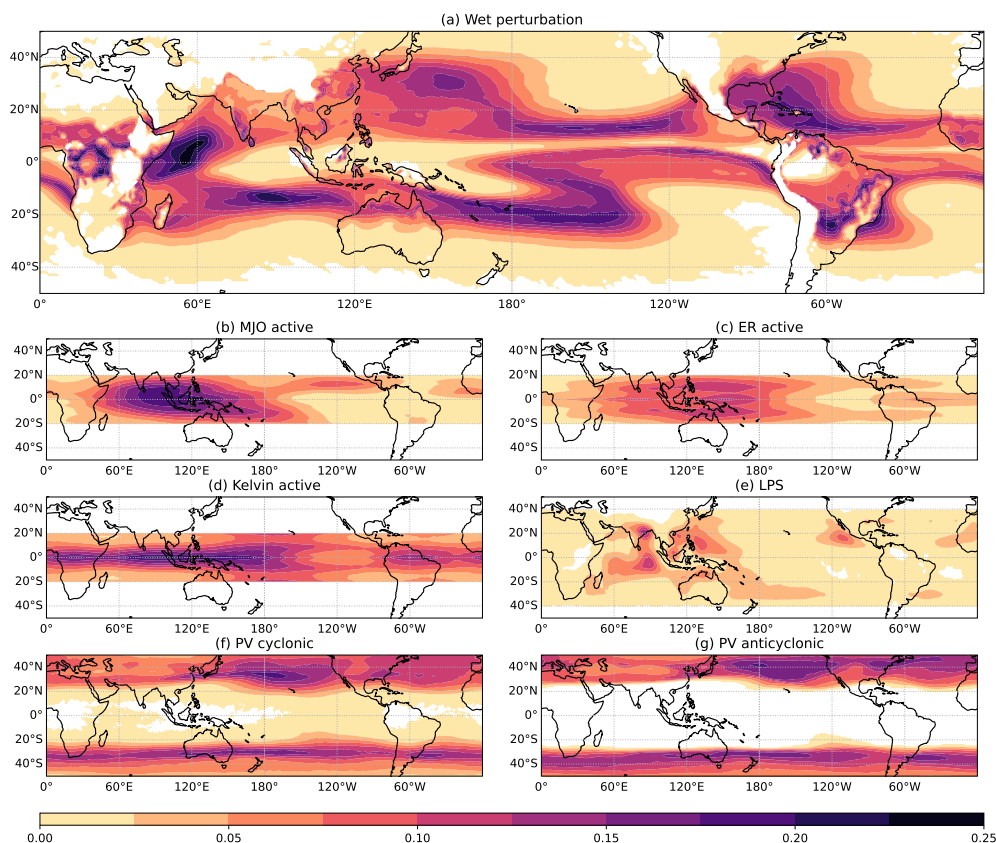 (a) Wet perturbation
40°N
20°N
0°
20°S
40°S
0° 60°E 120°E 180° 120°W 60°W
(b) MJO active (c) ER active
40°N 40°N
20°N 20°N
0° 0°
20°S 20°S
40°S 40°S
0° 60°E 120°E 180° 120°W 60°W 0° 60°E 120°E 180° 120°W 60°W
(d) Kelvin active (e) LPS
40°N 40°N
20°N 20°N
0° 0°
20°S 20°S
40°S 40°S
0° 60°E 120°E 180° 120°W 60°W 0° 60°E 120°E 180° 120°W 60°W
(f) PV cyclonic (g) PV anticyclonic
40°N 40°N
20°N 20°N
0° 0°
20°S 20°S
40°S 40°S
0° 60°E 120°E 180° 120°W 60°W 0° 60°E 120°E 180° 120°W 60°W
0.00 0.05 0.10 0.15 0.20 0.25